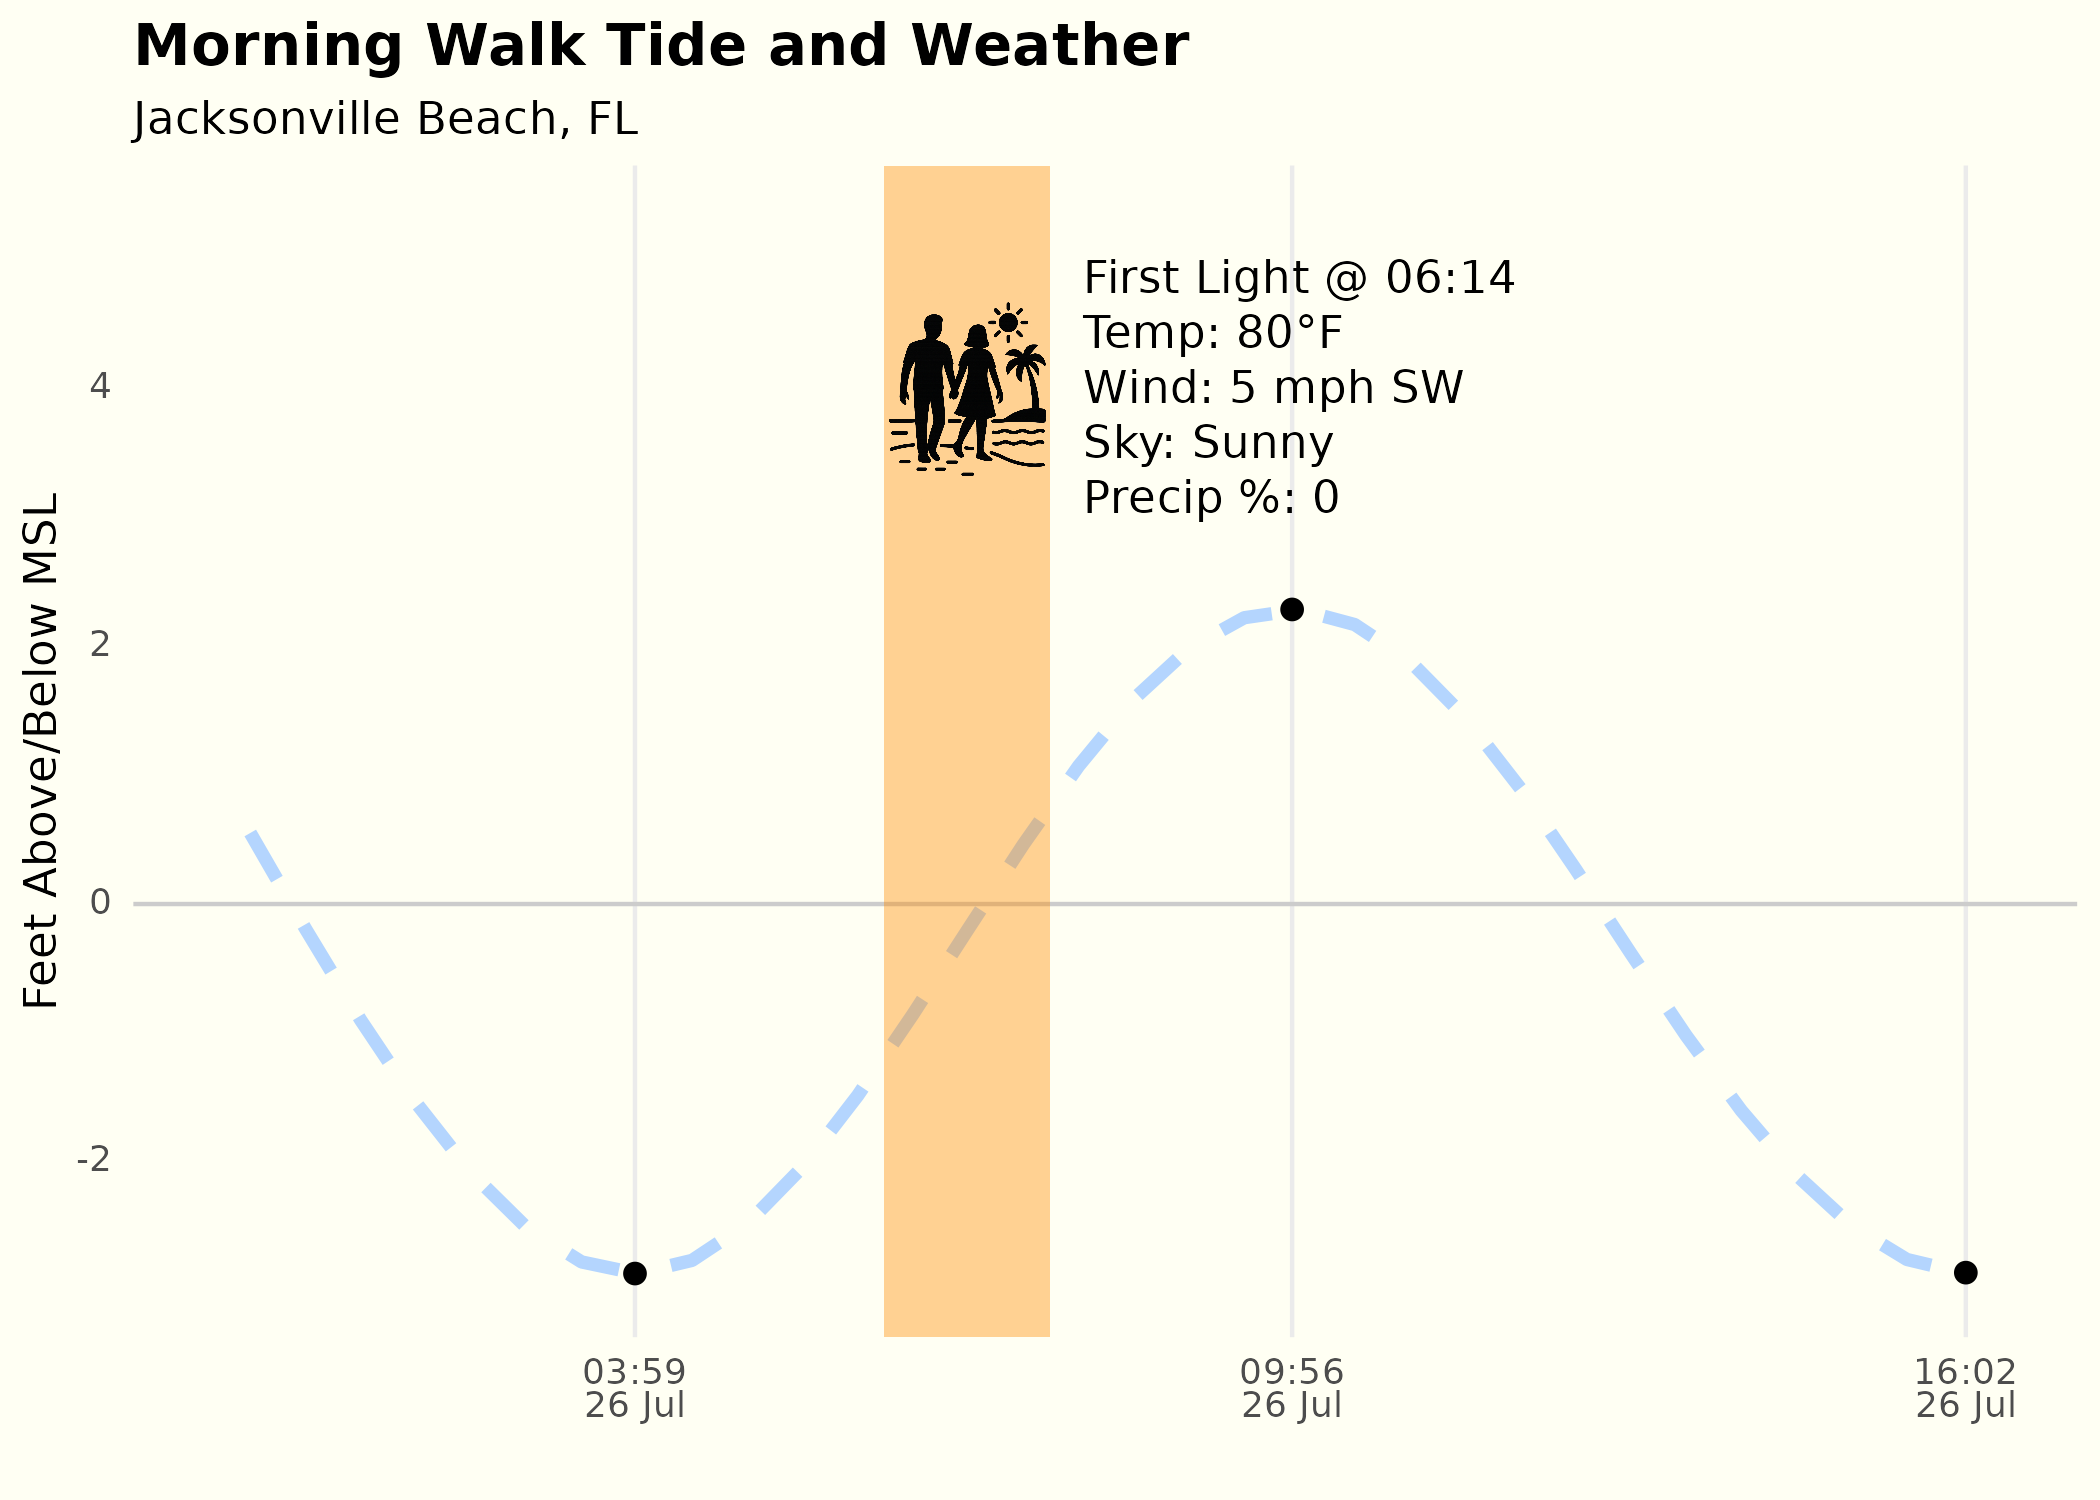 Morning Walk Tide and Weather
Jacksonville Beach, FL
First Light @ 06:14
Temp: 80°F
Wind: 5 mph SW
Sky: Sunny
Precip %: 0
Feet Above/Below MSL
4
2
0
-2
03:59
26 Jul
09:56
26 Jul
16:02
26 Jul